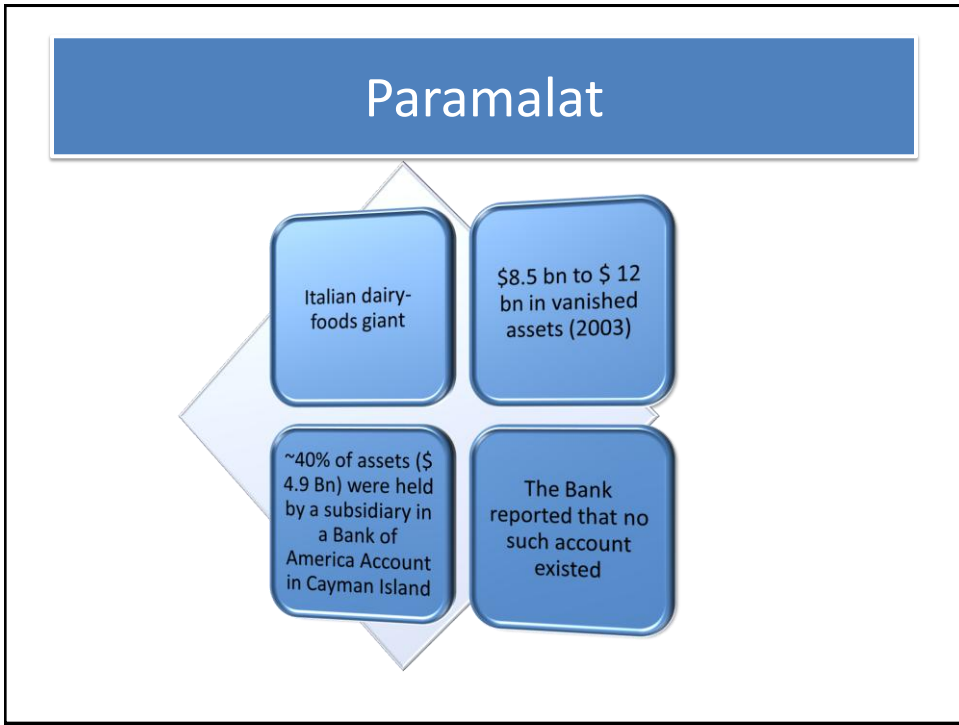 Paramalat
Italian dairy-
foods giant
$8.5 bn to $ 12
bn in vanished
assets (2003)
~40% of assets ($
4.9 Bn) were held
by a subsidiary in
a Bank of
America Account
in Cayman Island
The Bank
reported that no
such account
existed